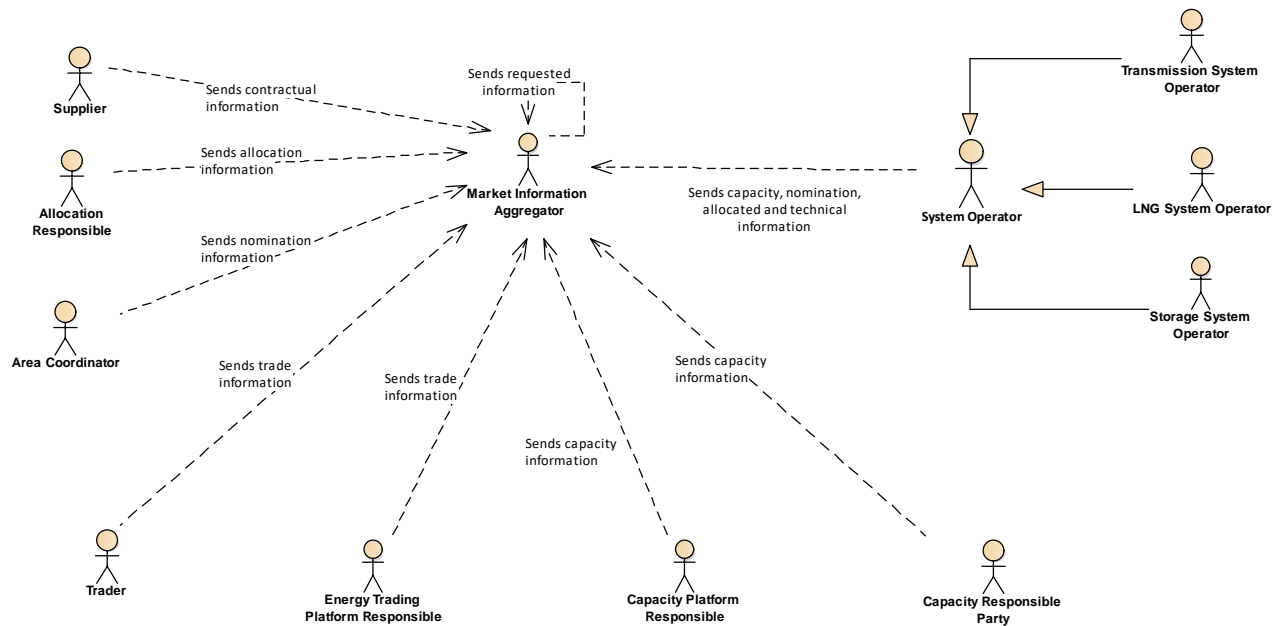 Supplier
Sends contractual
information
Sends requested
information
Transmission System
Operator
Allocation
Responsible
Sends allocation
information
Market Information
Aggregator
Sends capacity, nomination,
allocated and technical
information
System Operator
LNG System Operator
Area Coordinator
Sends nomination
information
Storage System
Operator
Sends trade
information
Sends trade
information
Sends capacity
information
Sends capacity
information
Trader
Energy Trading
Platform Responsible
Capacity Platform
Responsible
Capacity Responsible
Party